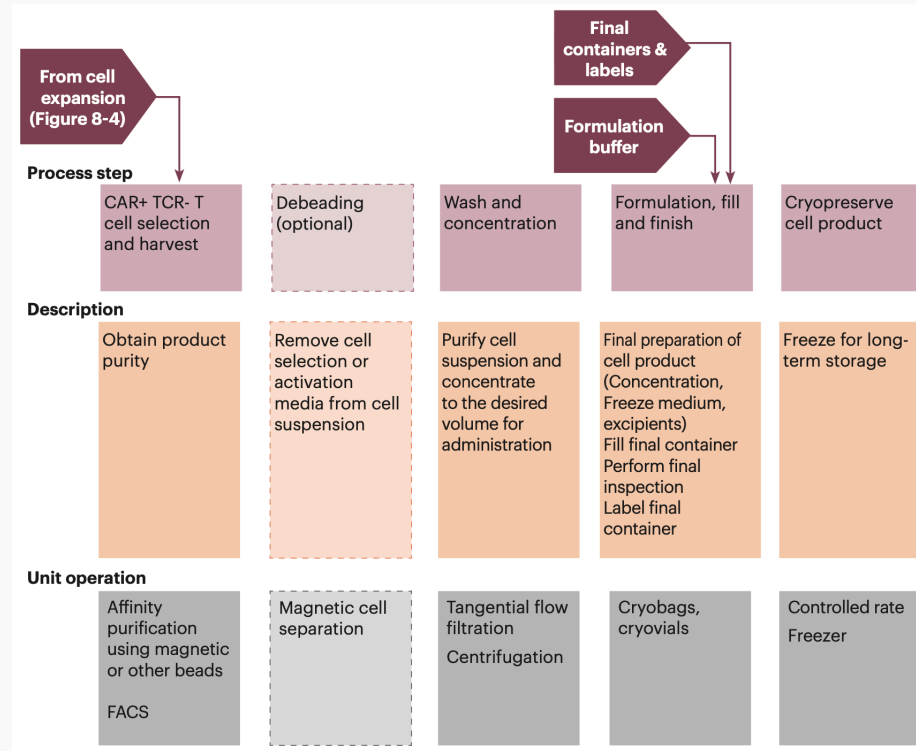 From cell
expansion
(Figure 8-4)
Final
containers &
labels
Formulation
buffer
Process step
CAR+ TCR- T
cell selection
and harvest
Debeading
(optional)
Wash and
concentration
Formulation, fill
and finish
Cryopreserve
cell product
Description
Obtain product
purity
Remove cell
selection or
activation
media from cell
suspension
Purify cell
suspension and
concentrate
to the desired
volume for
administration
Final preparation of
cell product
(Concentration,
Freeze medium,
excipients)
Fill final container
Perform final
inspection
Label final
container
Freeze for long-
term storage
Unit operation
Affinity
purification
using magnetic
or other beads
FACS
Magnetic cell
separation
Tangential flow
filtration
Centrifugation
Cryobags,
cryovials
Controlled rate
Freezer